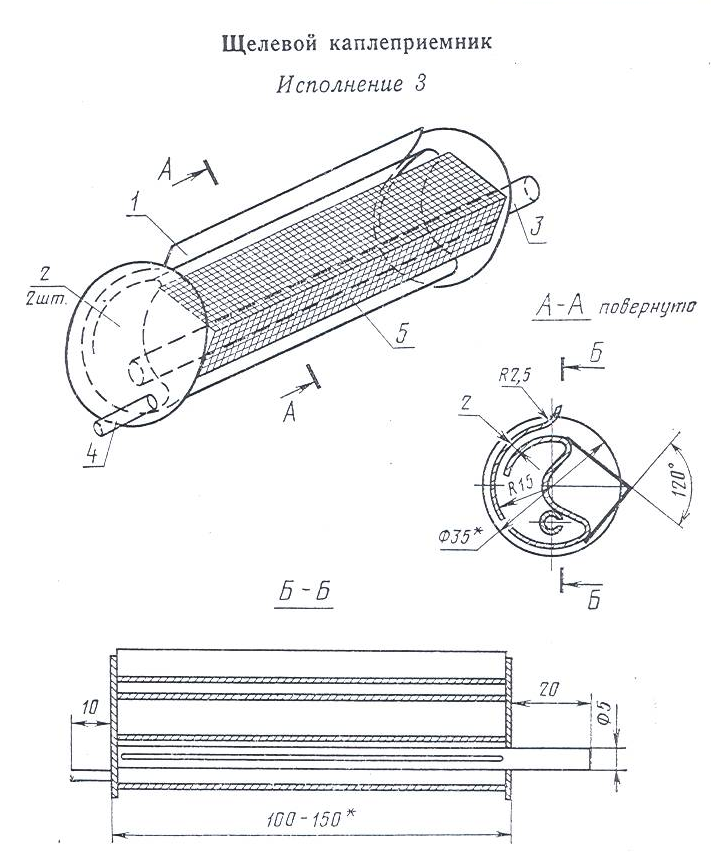 Щелевой каплеприемник
Исполнение 3
А
1
2
2шт.
3
5
А
4
А-А повернуто
Б
R2,5
2
R15
120°
Ф35*
Б
Б-Б
10
20
Ф5
100-150*